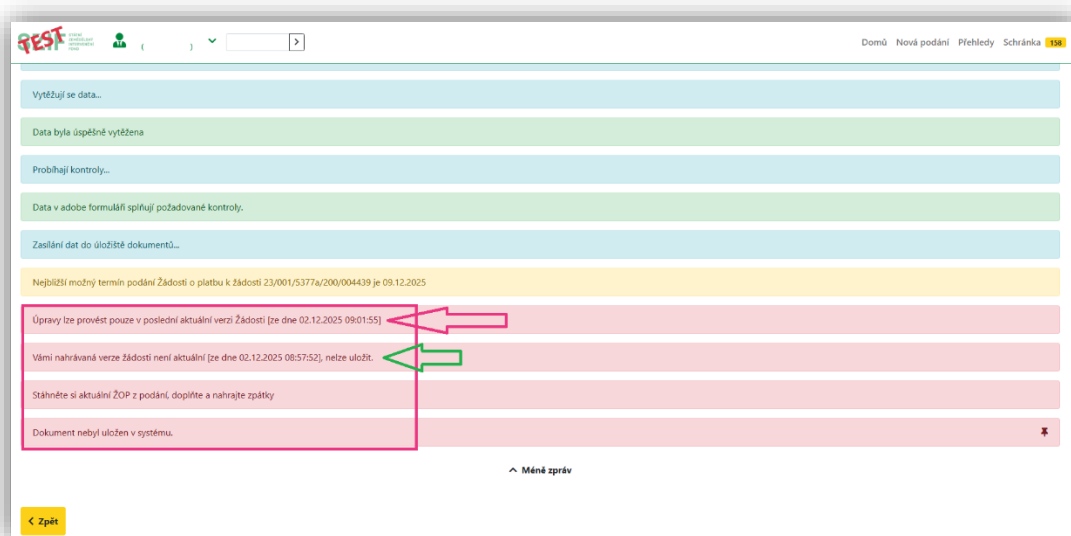 TEST
STÁTNÍ
ZEMĚDĚLSKÝ
INTERVENČNÍ
FOND
Domů Nová podání Přehledy Schránka 158
Vytěžují se data...
Data byla úspěšně vytěžena
Probíhají kontroly...
Data v adobe formuláři splňují požadované kontroly.
Zasílání dat do úložiště dokumentů...
Nejbližší možný termín podání Žádosti o platbu k žádosti 23/001/5377a/200/004439 je 09.12.2025
Úpravy lze provést pouze v poslední aktuální verzi Žádosti [ze dne 02.12.2025 09:01:55]
Vámi nahrávaná verze žádosti není aktuální [ze dne 02.12.2025 08:57:52], nelze uložit.
Stáhněte si aktuální ŽOP z podání, doplňte a nahrajte zpátky
Dokument nebyl uložen v systému.
Méně zpráv
Zpět